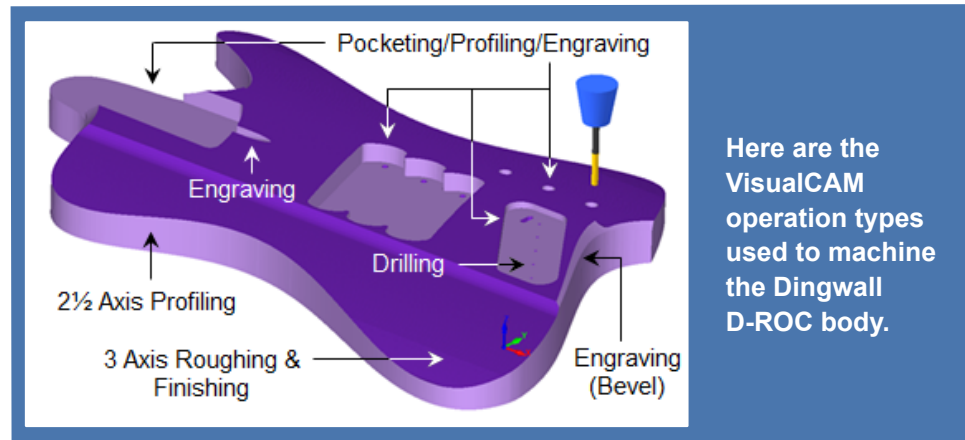 Pocketing/Profiling/Engraving
Engraving
Drilling
2½ Axis Profiling
3 Axis Roughing &
Finishing
Engraving
(Bevel)
Here are the
VisualCAM
operation types
used to machine
the Dingwall
D-ROC body.